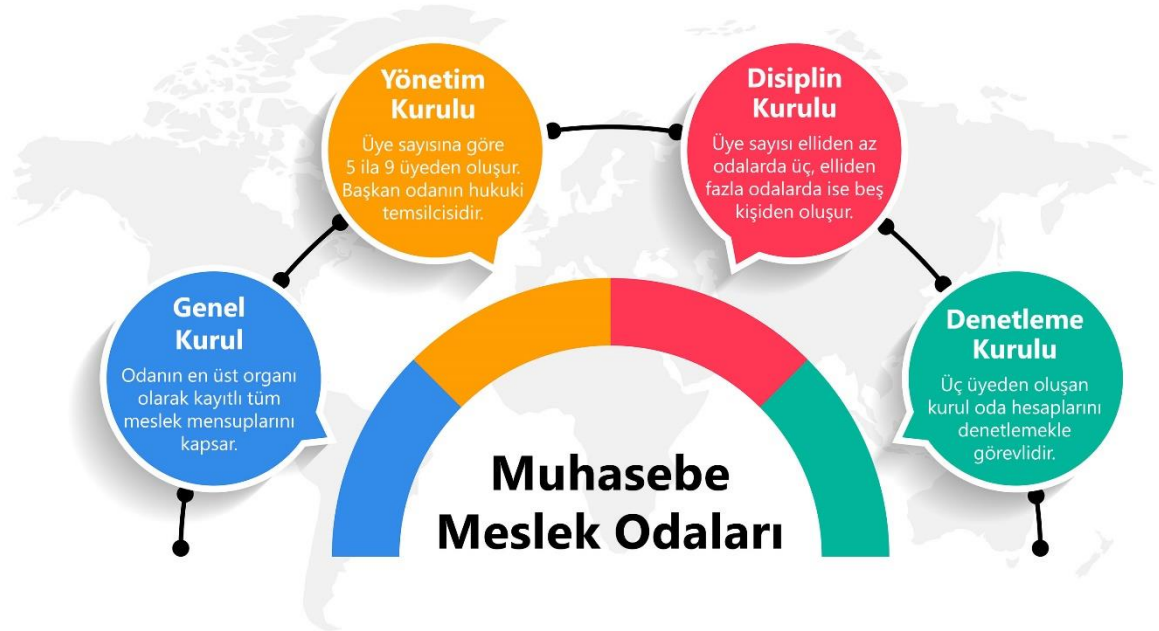 Yönetim
Kurulu
Üye sayısına göre
5 ila 9 üyeden oluşur.
Başkan odanın hukuki
temsilcisidir.
Disiplin
Kurulu
Üye sayısı elliden az
odalarda üç, elliden
fazla odalarda ise beş
kişiden oluşur.
Genel
Kurul
Odanın en üst organı
olarak kayıtlı tüm
meslek mensuplarını
kapsar.
Denetleme
Kurulu
Üç üyeden oluşan
kurul oda hesaplarını
denetlemekle
görevlidir.
Muhasebe
Meslek Odaları